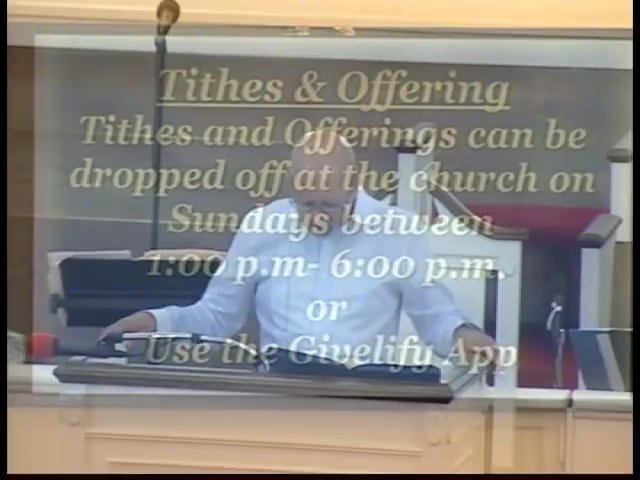 Tithes & Offering
Tithes and Offerings can be
dropped off at the church on
Sundays between
1:00 p.m- 6:00 p.m.
or
Use the Givelify App